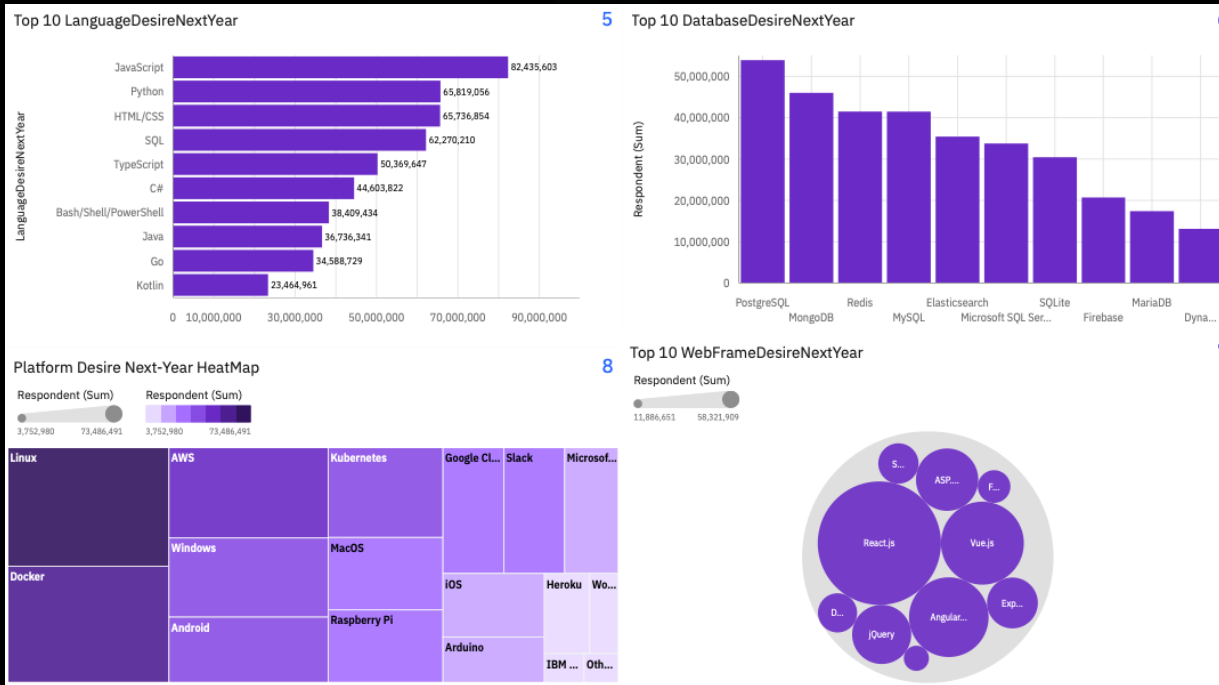 Top 10 LanguageDesireNextYear
5
LanguageDesireNextYear
JavaScript 82,435,603
Python 65,819,056
HTML/CSS 65,736,854
SQL 62,270,210
TypeScript 50,369,647
C# 44,603,822
Bash/Shell/PowerShell 38,409,434
Java 36,736,341
Go 34,588,729
Kotlin 23,464,961
0 10,000,000 30,000,000 50,000,000 70,000,000 90,000,000
Top 10 DatabaseDesireNextYear
Respondent (Sum)
50,000,000
40,000,000
30,000,000
20,000,000
10,000,000
0
PostgreSQL Redis Elasticsearch SQLite MariaDB
MongoDB MySQL Microsoft SQL Ser... Firebase Dyna...
Platform Desire Next-Year HeatMap
8
Respondent (Sum) Respondent (Sum)
3,752,980 73,486,491 3,752,980 73,486,491
Linux AWS Kubernetes Google Cl... Slack Microsof...
Windows MacOS
Docker iOS Heroku Wo...
Android Raspberry Pi
Arduino IBM ... Oth...
Top 10 WebFrameDesireNextYear
Respondent (Sum)
11,886,651 58,321,909
S...
ASP....
F...
React.js Vue.js
D... Angular... Exp...
jQuery